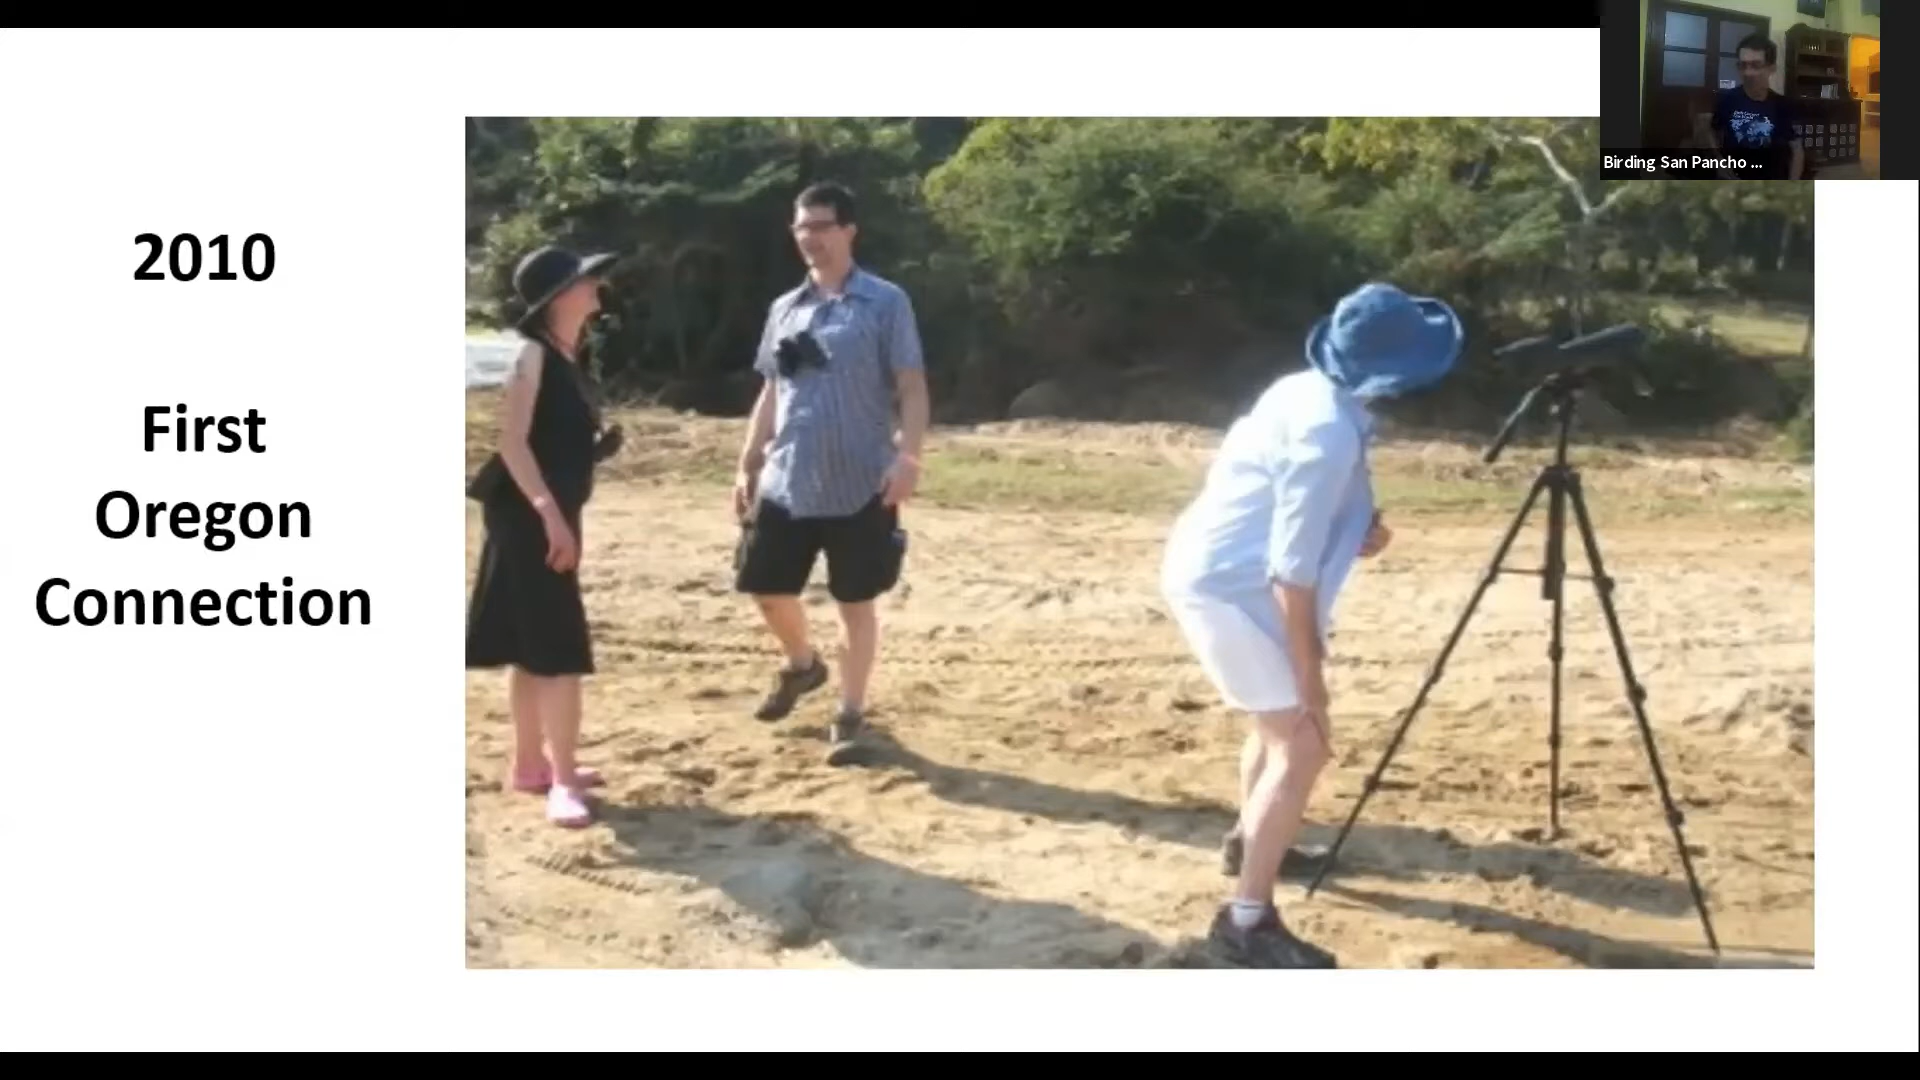 2010
First
Oregon
Connection
Birding San Pancho ...